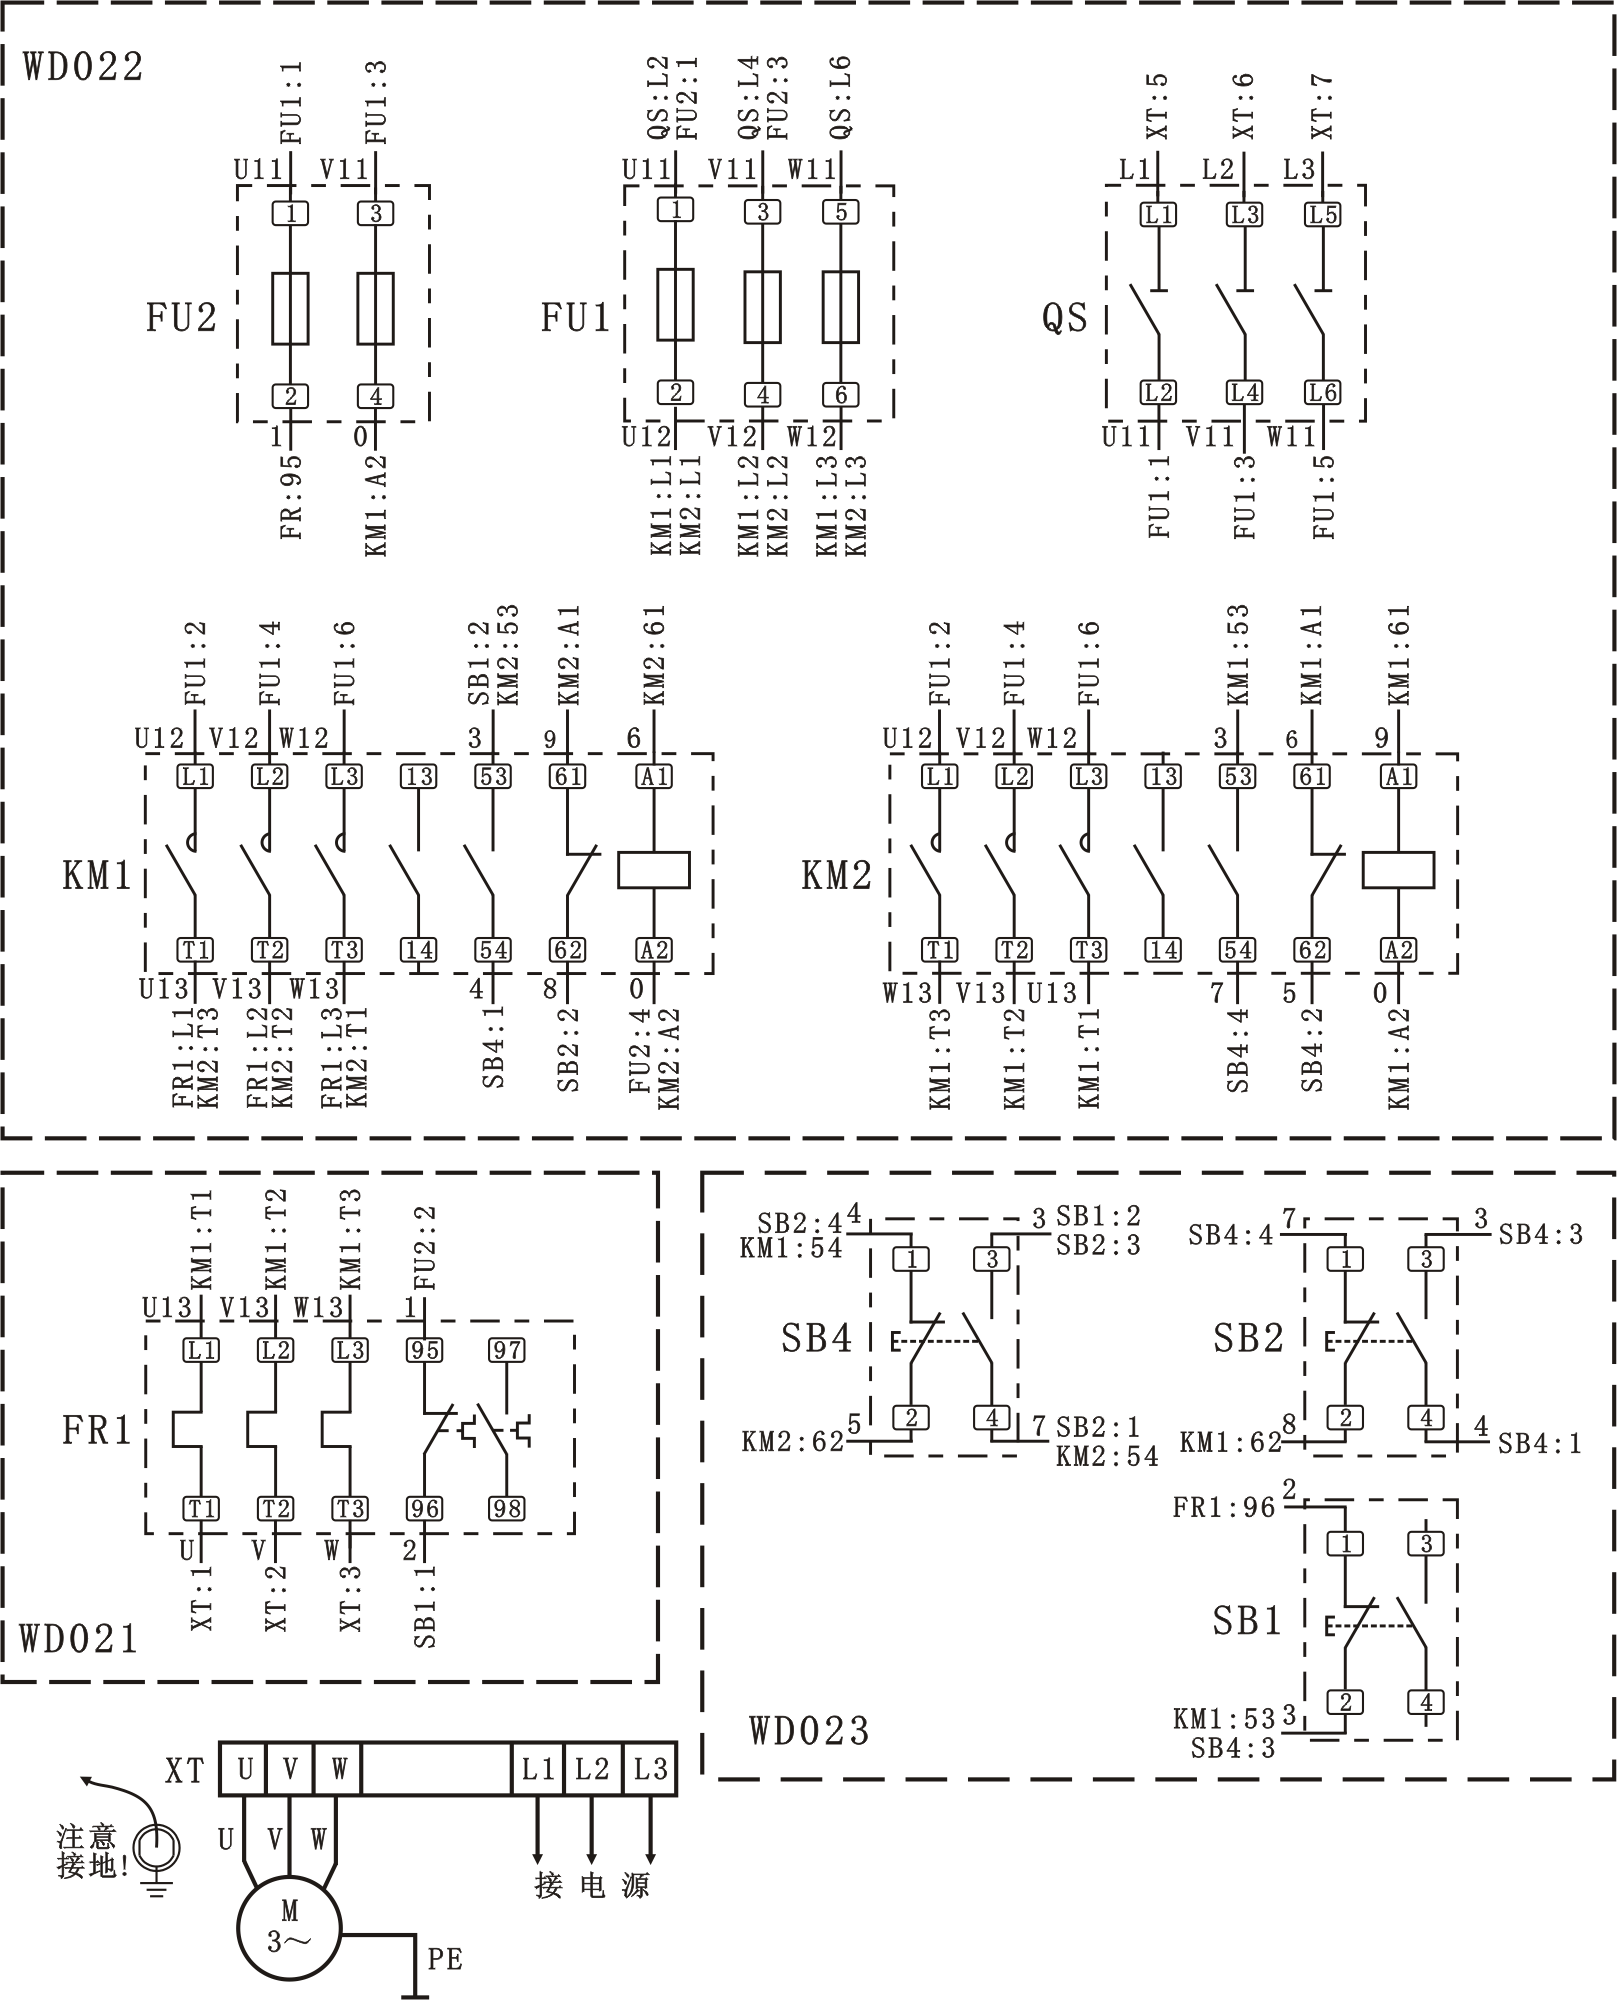 WD022
FU1:1
FU1:3
QS:L2
FU2:1
QS:L4
FU2:3
QS:L6
XT:5
XT:6
XT:7
U11 V11
U11 V11 W11
L1 L2 L3
1 3
1 3 5
L1 L3 L5
FU2
FU1
QS
2 4
2 4 6
L2 L4 L6
1 0
U12 V12 W12
U11 V11 W11
FR:95
KM1:A2
KM1:L1
KM2:L1
KM1:L2
KM2:L2
KM1:L3
KM2:L3
FU1:1
FU1:3
FU1:5
FU1:2
FU1:4
FU1:6
SB1:2
KM2:53
KM2:A1
KM2:61
FU1:2
FU1:4
FU1:6
KM1:53
KM1:A1
KM1:61
U12 V12 W12 3 9 6
U12 V12 W12 3 6 9
L1 L2 L3 13 53 61 A1
L1 L2 L3 13 53 61 A1
KM1
KM2
T1 T2 T3 14 54 62 A2
T1 T2 T3 14 54 62 A2
U13 V13 W13 4 8 0
W13 V13 U13 7 5 0
FR1:L1
KM2:T3
FR1:L2
KM2:T2
FR1:L3
KM2:T1
SB4:1
SB2:2
FU2:4
KM2:A2
KM1:T3
KM1:T2
KM1:T1
SB4:4
SB4:2
KM1:A2
KM1:T1
KM1:T2
KM1:T3
FU2:2
U13 V13 W13 1
L1 L2 L3 95 97
FR1
T1 T2 T3 96 98
U V W 2
XT:1
XT:2
XT:3
SB1:1
WD021
SB2:4 4
KM1:54
3 SB1:2
SB2:3
1 3
SB4
2 4
KM2:62 5
7 SB2:1
KM2:54
SB4:4 7
3 SB4:3
1 3
SB2
2 4
KM1:62 8
4 SB4:1
FR1:96 2
1 3
SB1
2 4
KM1:53 3
SB4:3
WD023
XT U V W L1 L2 L3
U V W
注意
接地!
接 电 源
M
3～
PE